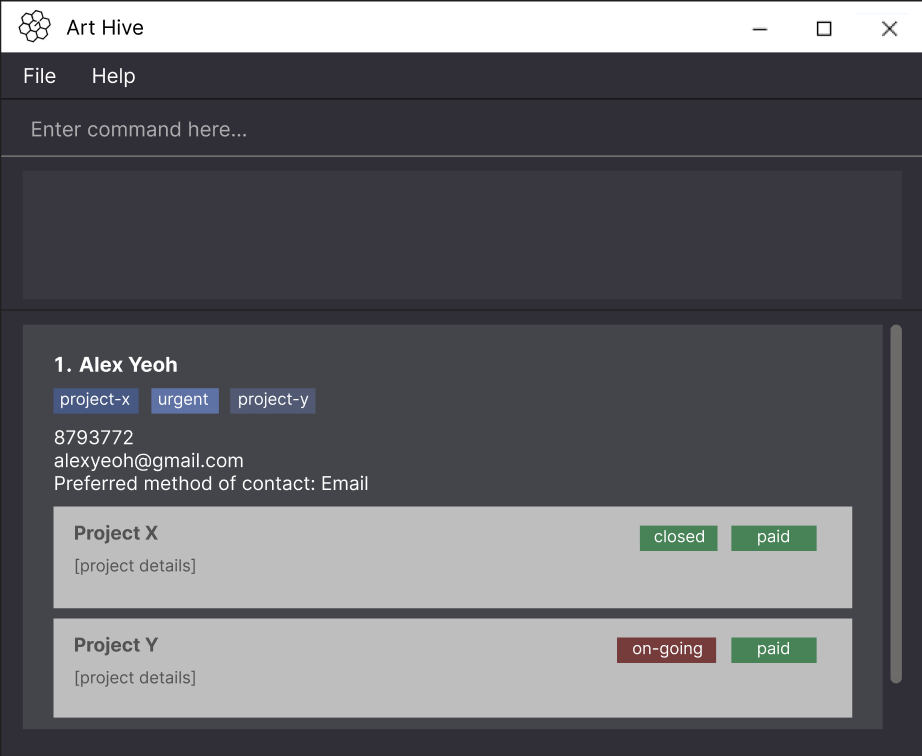 Art Hive
File Help
Enter command here...
1. Alex Yeoh
project-x urgent project-y
8793772
alexyeoh@gmail.com
Preferred method of contact: Email
Project X closed paid
[project details]
Project Y on-going paid
[project details]